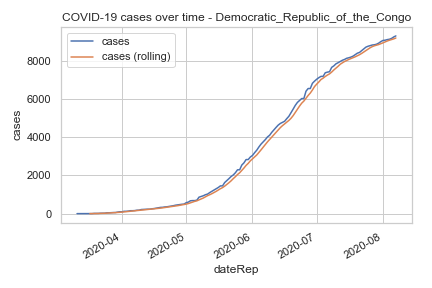 COVID-19 cases over time - Democratic_Republic_of_the_Congo
cases
cases (rolling)
8000
6000
4000
2000
0
cases
2020-04
2020-05
2020-06
2020-07
2020-08
dateRep